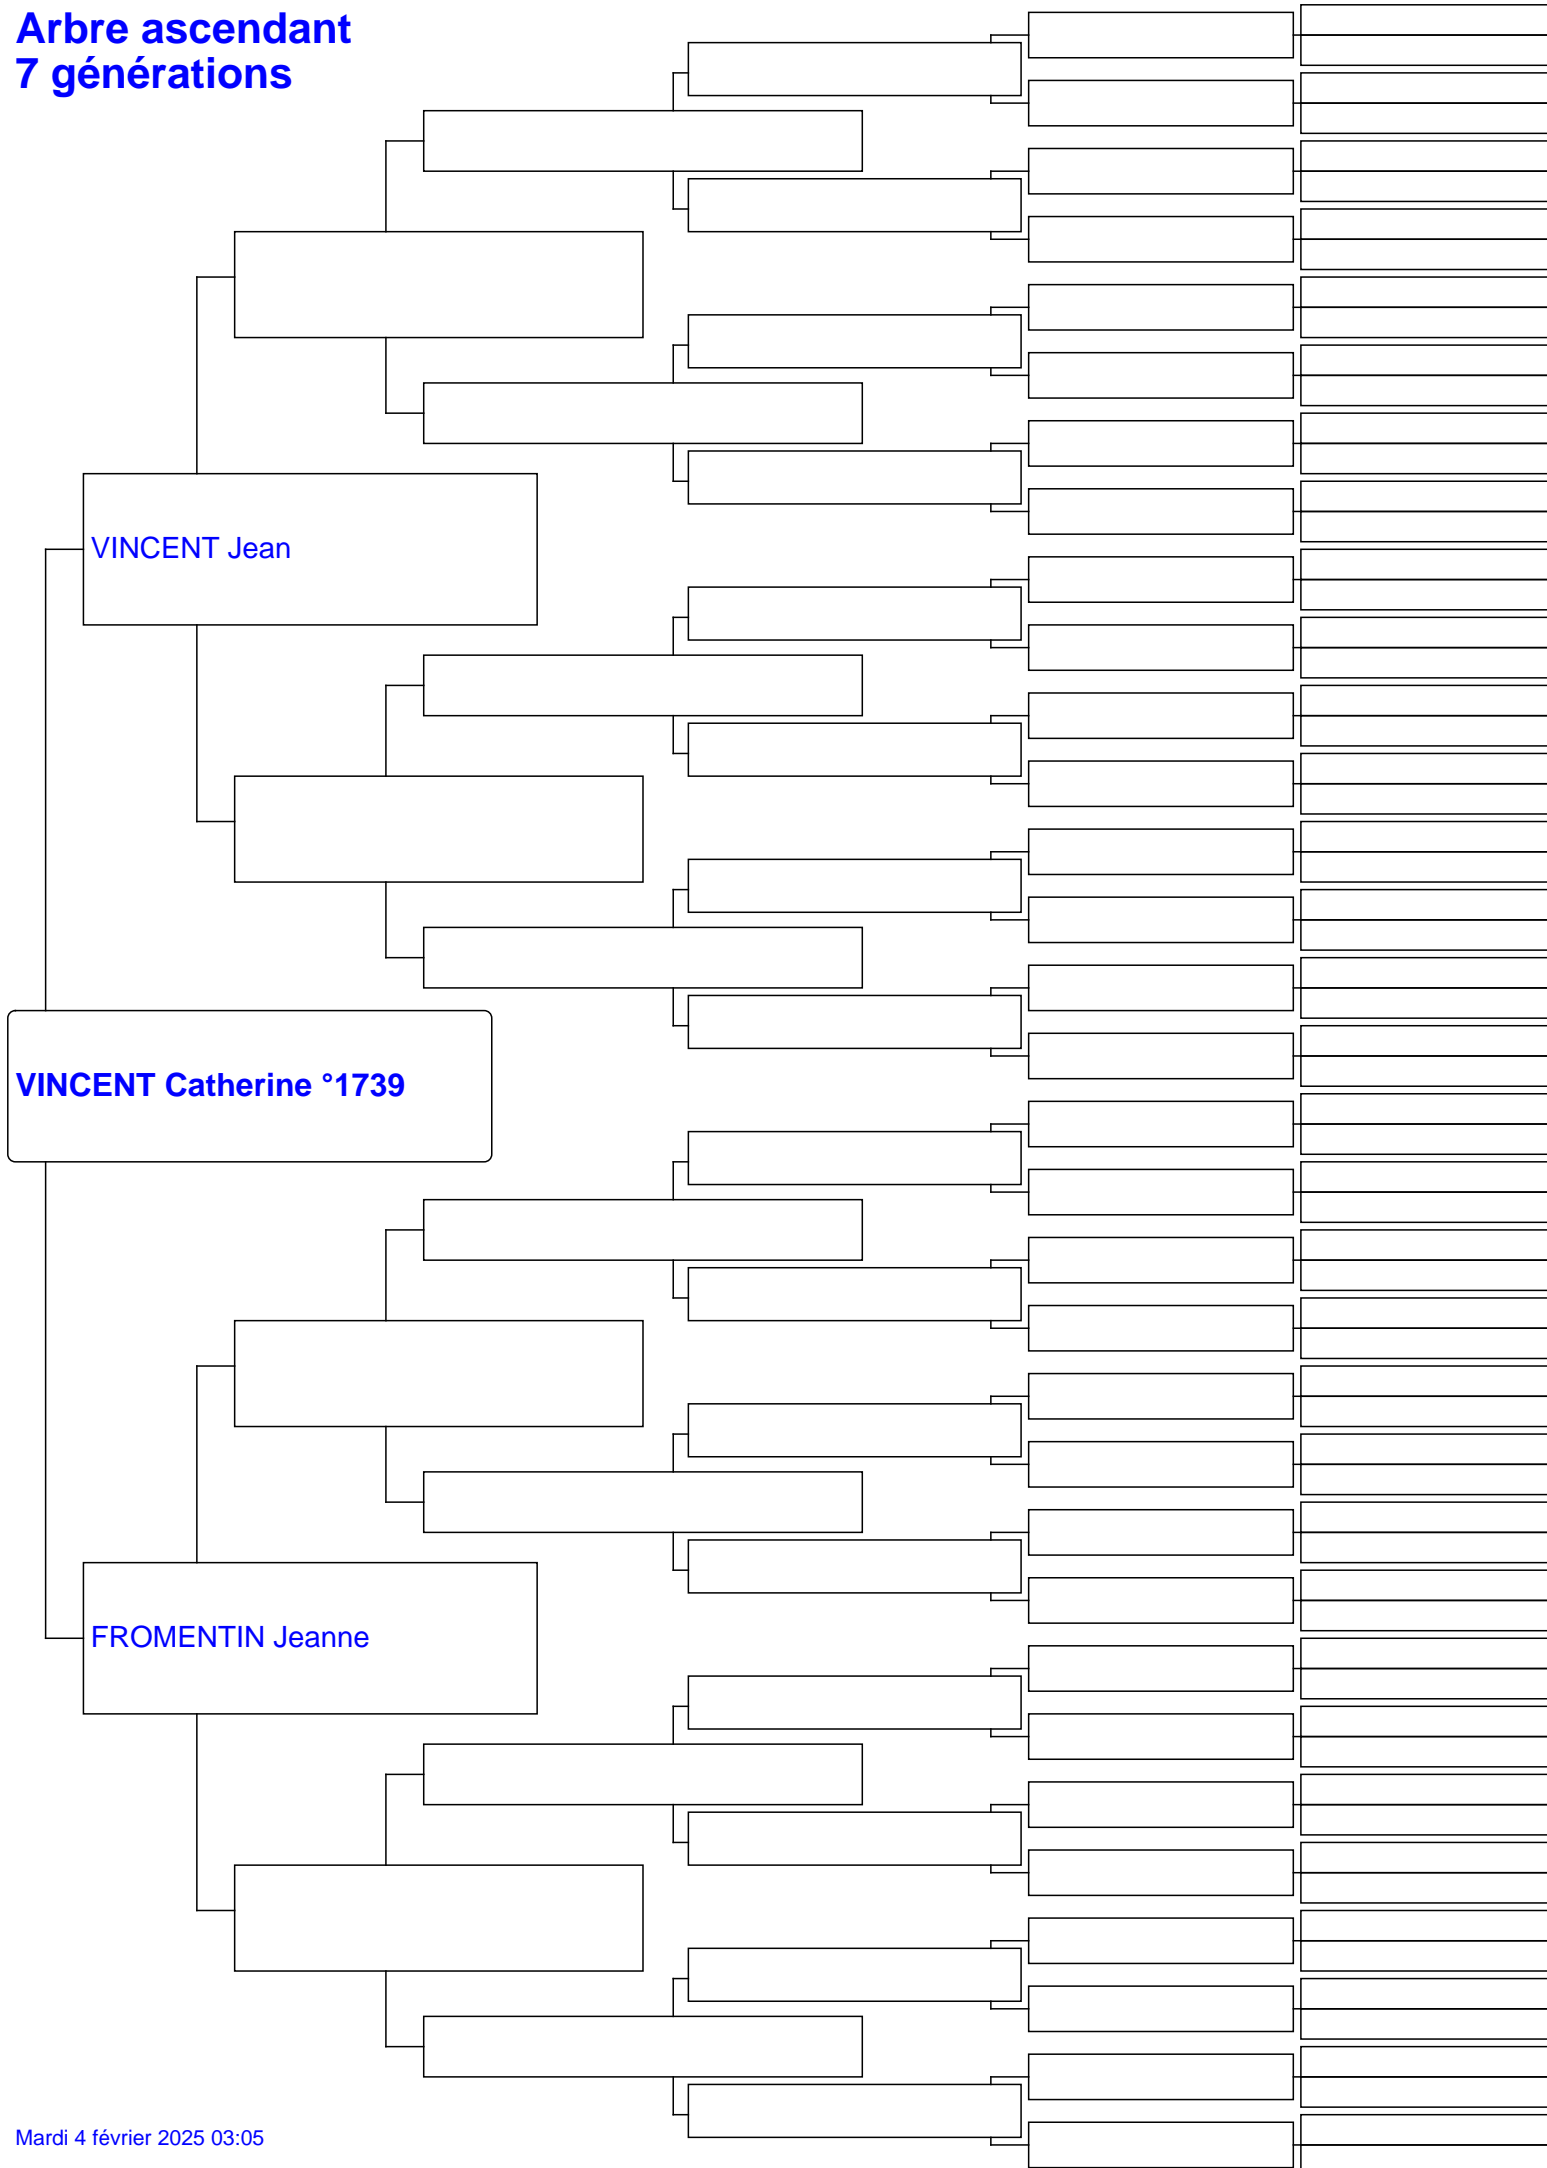 Arbre ascendant
7 générations
VINCENT Jean
VINCENT Catherine °1739
FROMENTIN Jeanne
Mardi 4 février 2025 03:05